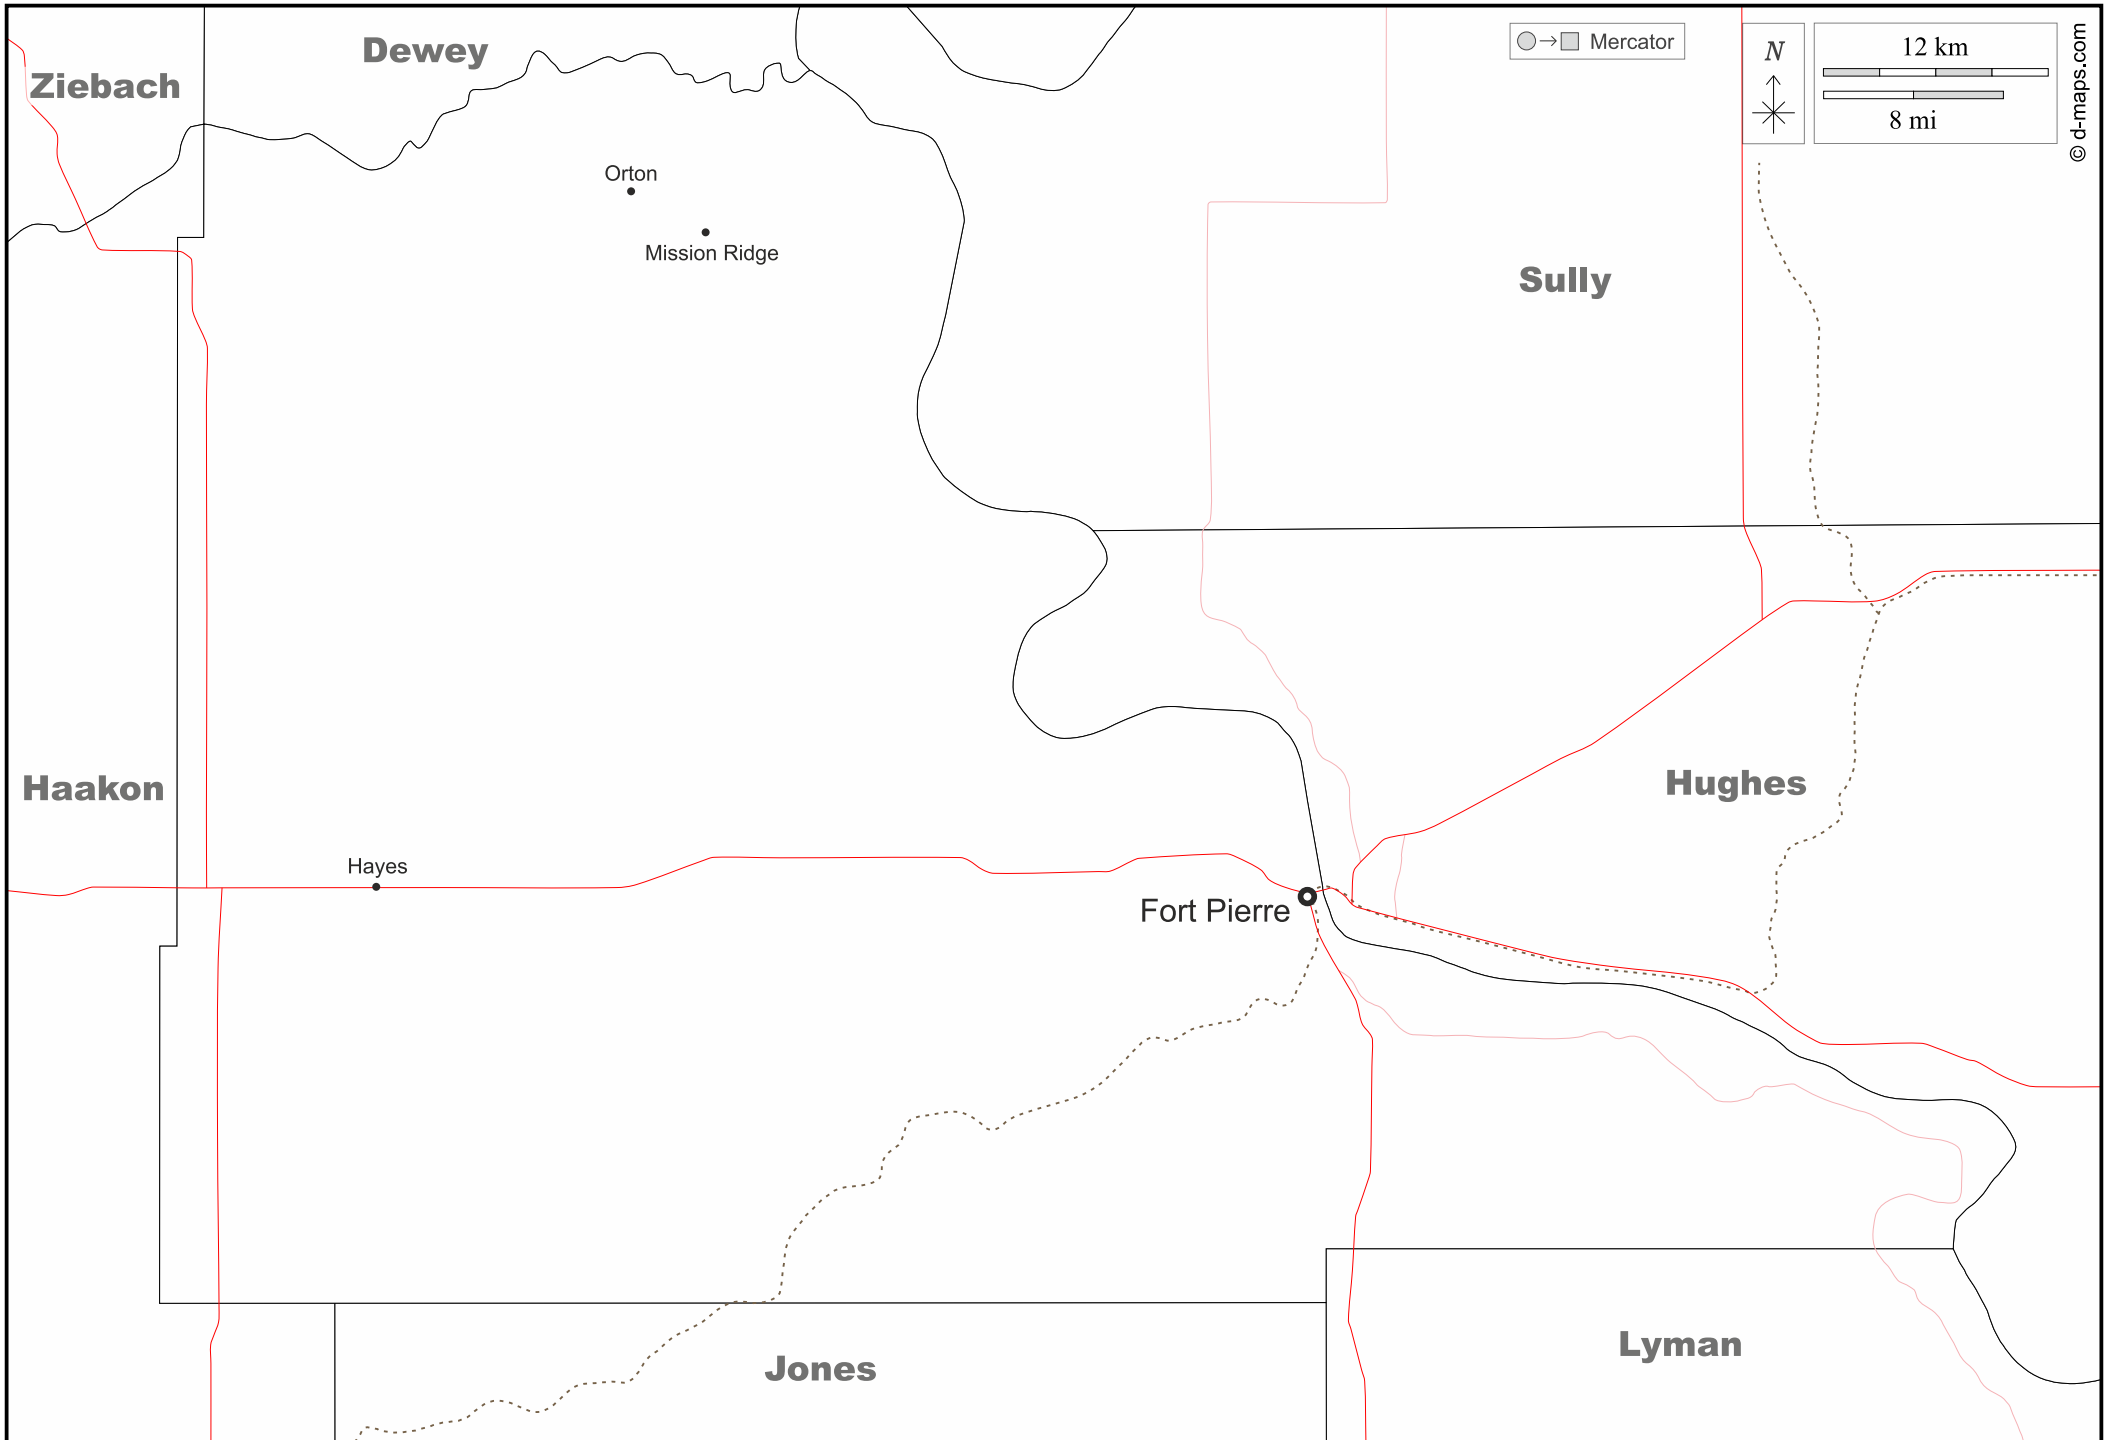 Dewey
Ziebach
Mercator
N
12 km
8 mi
© d-maps.com
Orton
Mission Ridge
Sully
Haakon
Hughes
Hayes
Fort Pierre
Jones
Lyman